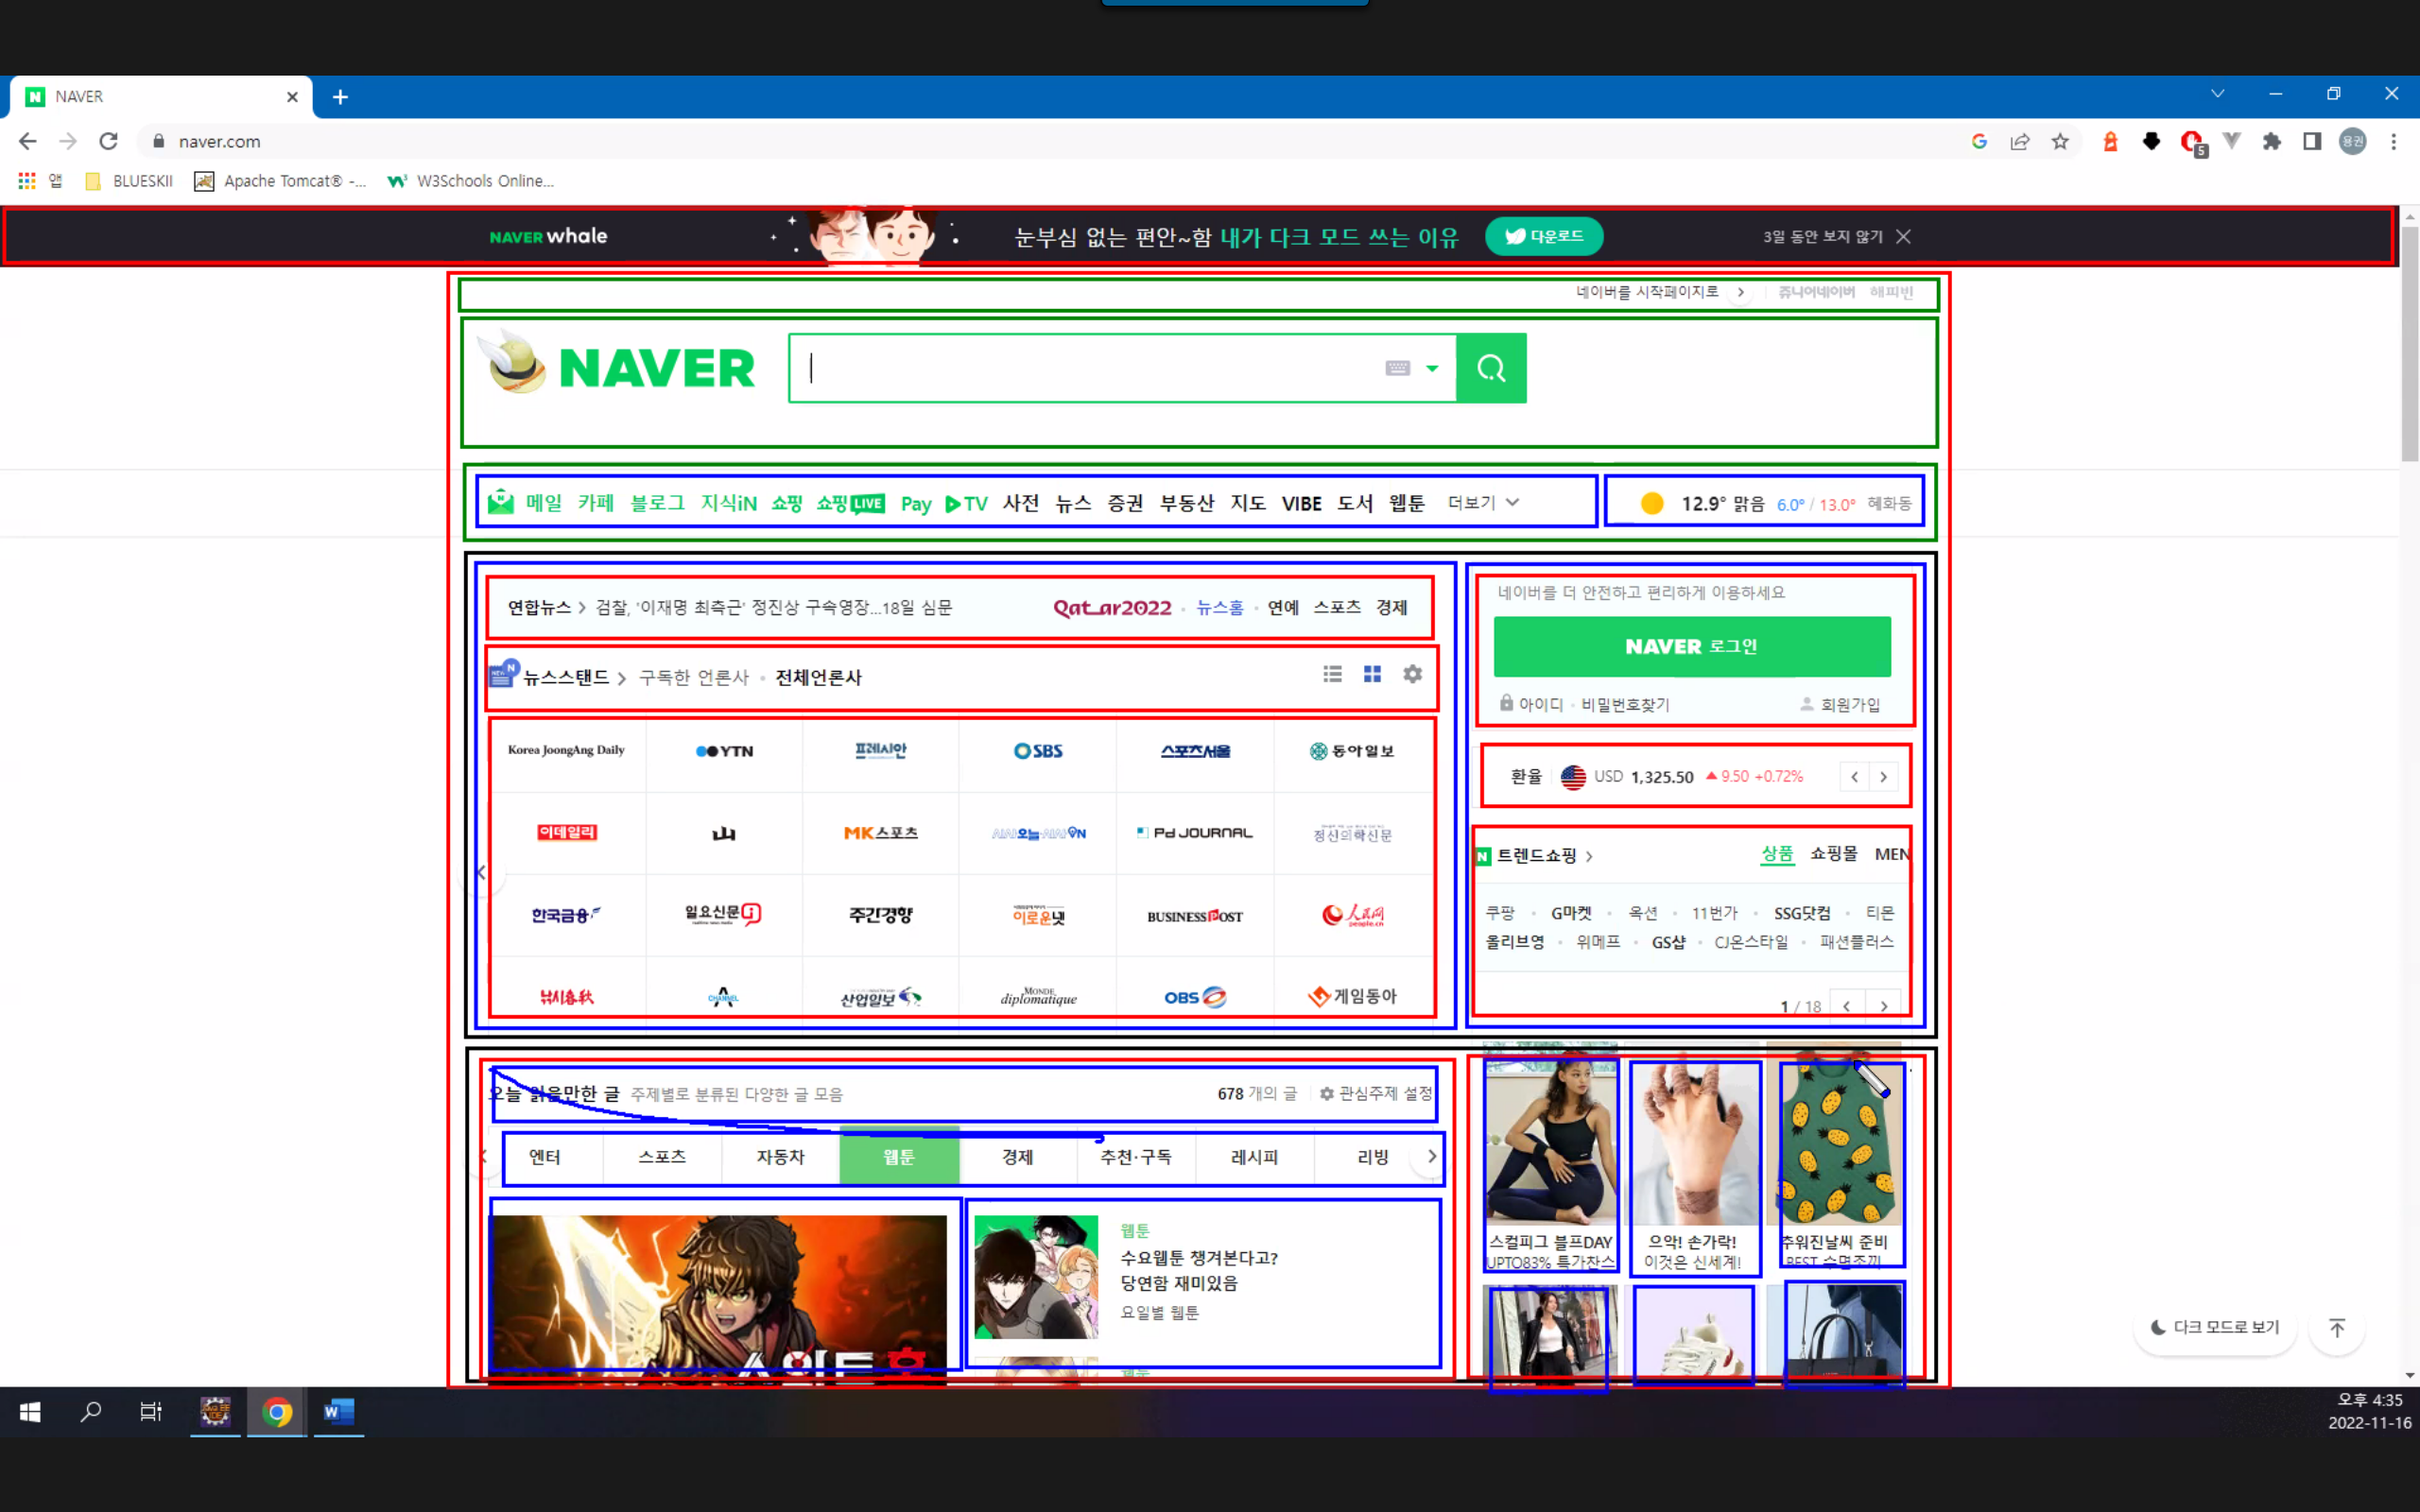 NAVER
naver.com
용권
5
앱 BLUESKII Apache Tomcat® -... W3Schools Online...
NAVER whale 눈부심 없는 편안~함 내가 다크 모드 쓰는 이유 다운로드 3일 동안 보지 않기
네이버를 시작페이지로 쥬니어네이버 해피빈
NAVER
메일 카페 블로그 지식iN 쇼핑 쇼핑LIVE Pay TV 사전 뉴스 증권 부동산 지도 VIBE 도서 웹툰 더보기 12.9° 맑음 6.0° / 13.0° 혜화동
연합뉴스 > 검찰, '이재명 최측근' 정진상 구속영장...18일 심문 Qatar2022 · 뉴스홈 · 연예 스포츠 경제
뉴스스탠드 > 구독한 언론사 · 전체언론사
Korea JoongAng Daily YTN 프레시안 SBS 스포츠서울 동아일보
이데일리 MK스포츠 시사오늘·시사ON Pd JOURNAL 정신의학신문
한국금융 일요신문 주간경향 이로운넷 BUSINESSPOST 人民网 people.cn
낚시春秋 CHANNEL A 산업일보 LE MONDE diplomatique OBS 게임동아
네이버를 더 안전하고 편리하게 이용하세요
NAVER 로그인
아이디 · 비밀번호찾기 회원가입
환율 USD 1,325.50 ▲ 9.50 +0.72%
트렌드쇼핑 > 상품 쇼핑몰 MEN
쿠팡 · G마켓 · 옥션 · 11번가 · SSG닷컴 · 티몬
올리브영 · 위메프 · GS샵 · CJ온스타일 · 패션플러스
1 / 18
오늘 읽을만한 글 주제별로 분류된 다양한 글 모음 678 개의 글 관심주제 설정
엔터 스포츠 자동차 웹툰 경제 추천·구독 레시피 리빙
웹툰
수요웹툰 챙겨본다고?
당연함 재미있음
요일별 웹툰
웹툰
스컬피그 블프DAY 으악! 손가락! 추워진날씨 준비
UPTO83% 특가찬스 이것은 신세계! BEST 수면조끼
다크 모드로 보기
오후 4:35
2022-11-16